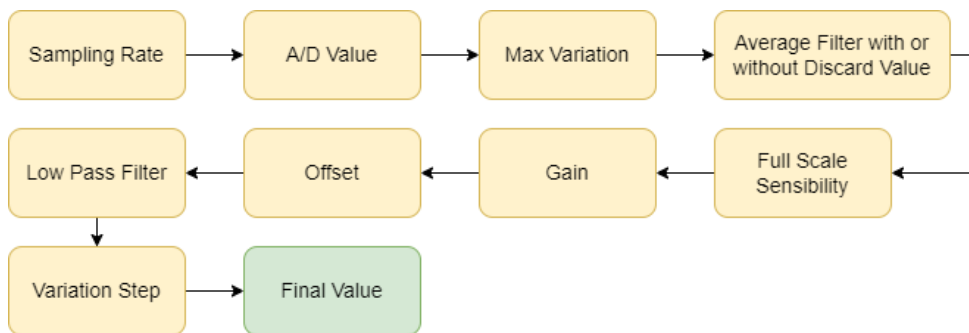 Sampling Rate
A/D Value
Max Variation
Average Filter with or
without Discard Value
Full Scale
Sensibility
Gain
Offset
Low Pass Filter
Variation Step
Final Value